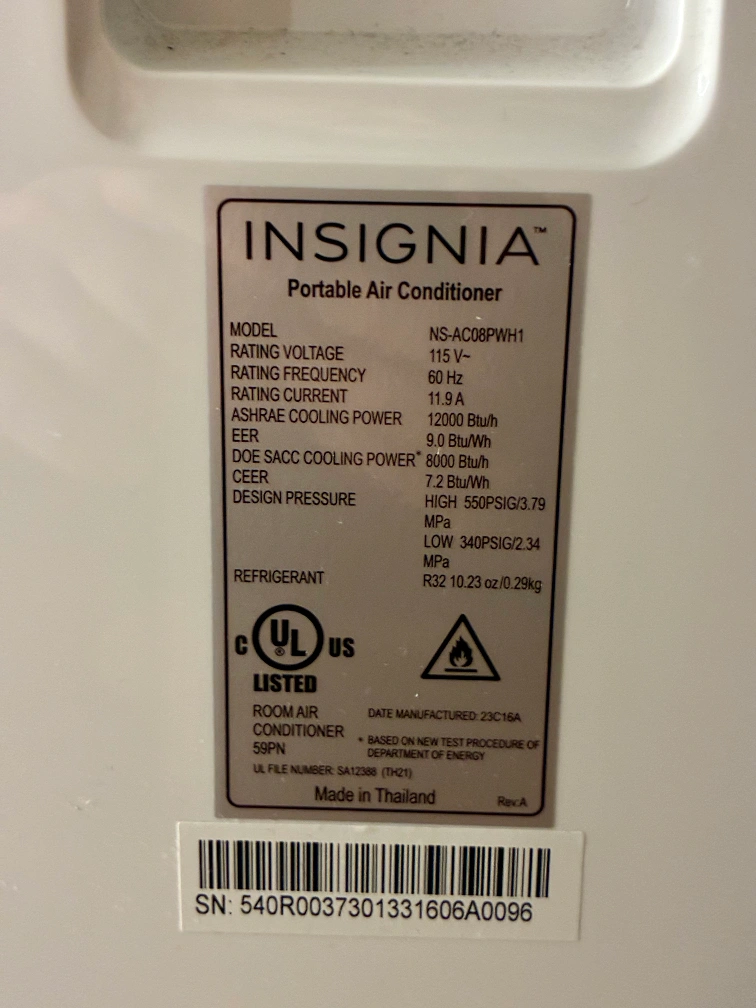 INSIGNIA™
Portable Air Conditioner
MODEL NS-AC08PWH1
RATING VOLTAGE 115 V~
RATING FREQUENCY 60 Hz
RATING CURRENT 11.9 A
ASHRAE COOLING POWER 12000 Btu/h
EER 9.0 Btu/Wh
DOE SACC COOLING POWER* 8000 Btu/h
CEER 7.2 Btu/Wh
DESIGN PRESSURE HIGH 550PSIG/3.79
MPa
LOW 340PSIG/2.34
MPa
REFRIGERANT R32 10.23 oz/0.29kg
C UL® US
LISTED
ROOM AIR
CONDITIONER
59PN
DATE MANUFACTURED: 23C16A
* BASED ON NEW TEST PROCEDURE OF
DEPARTMENT OF ENERGY
UL FILE NUMBER: SA12388 (TH21)
Made in Thailand Rev.A
SN: 540R0037301331606A0096